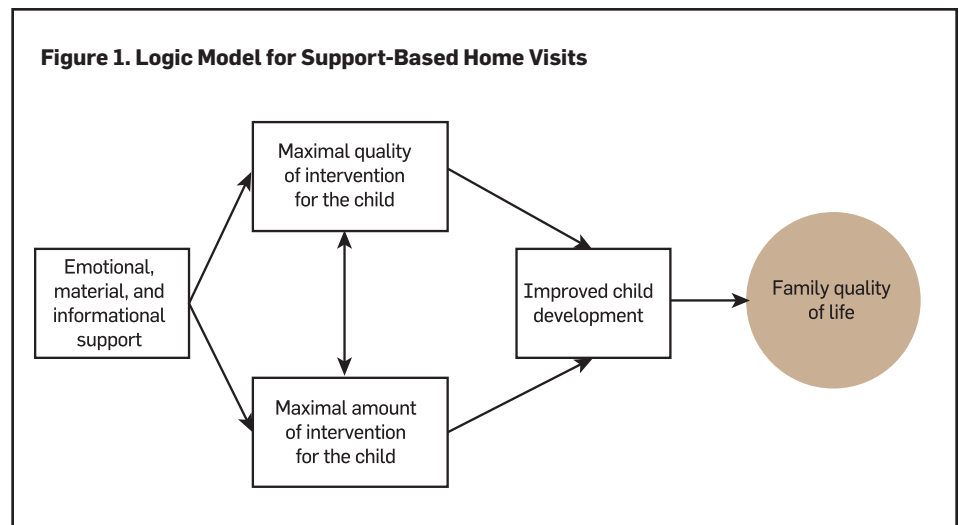 Figure 1. Logic Model for Support-Based Home Visits
Maximal quality
of intervention
for the child
Emotional,
material, and
informational
support
Improved child
development
Family quality
of life
Maximal amount
of intervention
for the child